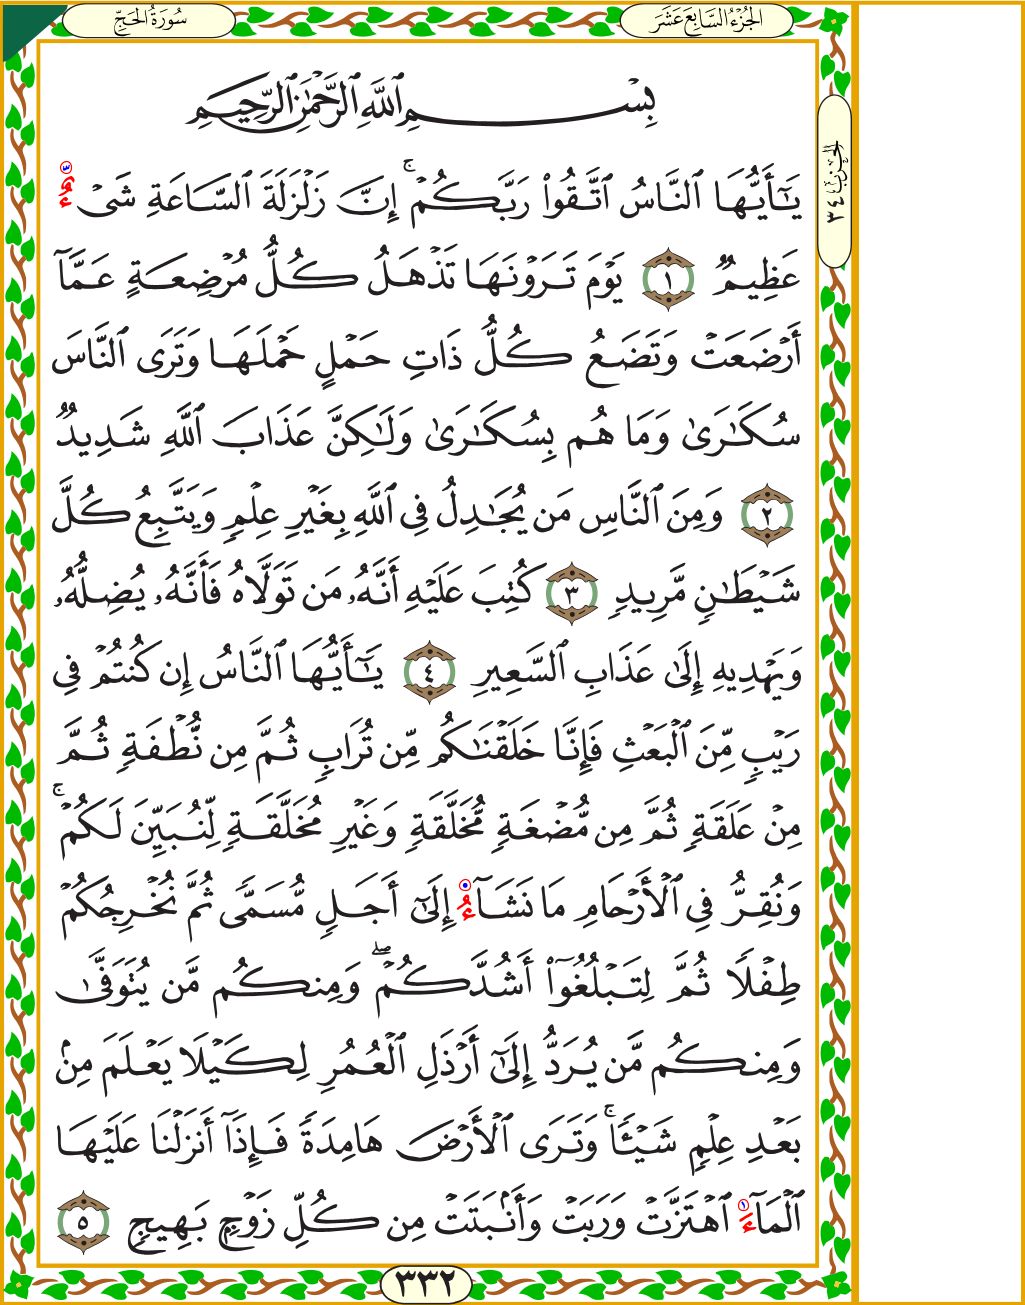 الجُزْءُ السَّابِعَ عَشَرَ
سُورَةُ الحَجِّ
الحِزْبُ ٣٤
بِسْمِ ٱللَّهِ ٱلرَّحْمَٰنِ ٱلرَّحِيمِ
يَـٰٓأَيُّهَا ٱلنَّاسُ ٱتَّقُوا۟ رَبَّكُمْ ۚ إِنَّ زَلْزَلَةَ ٱلسَّاعَةِ شَىْءٌ
عَظِيمٌ ١ يَوْمَ تَرَوْنَهَا تَذْهَلُ كُلُّ مُرْضِعَةٍ عَمَّآ
أَرْضَعَتْ وَتَضَعُ كُلُّ ذَاتِ حَمْلٍ حَمْلَهَا وَتَرَى ٱلنَّاسَ
سُكَـٰرَىٰ وَمَا هُم بِسُكَـٰرَىٰ وَلَـٰكِنَّ عَذَابَ ٱللَّهِ شَدِيدٌ
٢ وَمِنَ ٱلنَّاسِ مَن يُجَـٰدِلُ فِى ٱللَّهِ بِغَيْرِ عِلْمٍ وَيَتَّبِعُ كُلَّ
شَيْطَـٰنٍ مَّرِيدٍ ٣ كُتِبَ عَلَيْهِ أَنَّهُۥ مَن تَوَلَّاهُ فَأَنَّهُۥ يُضِلُّهُۥ
وَيَهْدِيهِ إِلَىٰ عَذَابِ ٱلسَّعِيرِ ٤ يَـٰٓأَيُّهَا ٱلنَّاسُ إِن كُنتُمْ فِى
رَيْبٍ مِّنَ ٱلْبَعْثِ فَإِنَّا خَلَقْنَـٰكُم مِّن تُرَابٍ ثُمَّ مِن نُّطْفَةٍ ثُمَّ
مِنْ عَلَقَةٍ ثُمَّ مِن مُّضْغَةٍ مُّخَلَّقَةٍ وَغَيْرِ مُخَلَّقَةٍ لِّنُبَيِّنَ لَكُمْ ۚ
وَنُقِرُّ فِى ٱلْأَرْحَامِ مَا نَشَآءُ إِلَىٰٓ أَجَلٍ مُّسَمًّى ثُمَّ نُخْرِجُكُمْ
طِفْلًا ثُمَّ لِتَبْلُغُوٓا۟ أَشُدَّكُمْ ۖ وَمِنكُم مَّن يُتَوَفَّىٰ
وَمِنكُم مَّن يُرَدُّ إِلَىٰٓ أَرْذَلِ ٱلْعُمُرِ لِكَيْلَا يَعْلَمَ مِنۢ
بَعْدِ عِلْمٍ شَيْـًٔا ۚ وَتَرَى ٱلْأَرْضَ هَامِدَةً فَإِذَآ أَنزَلْنَا عَلَيْهَا
ٱلْمَآءَ ٱهْتَزَّتْ وَرَبَتْ وَأَنۢبَتَتْ مِن كُلِّ زَوْجٍۭ بَهِيجٍ ٥
٣٣٢